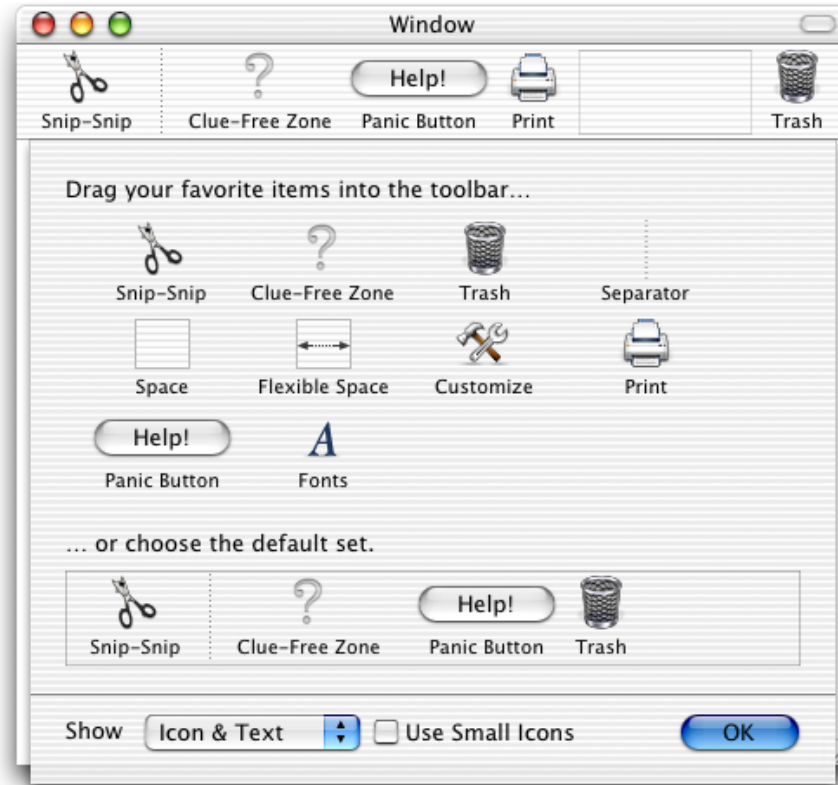 Window
Help!
Snip-Snip Clue-Free Zone Panic Button Print Trash
Drag your favorite items into the toolbar...
?
Snip-Snip Clue-Free Zone Trash Separator
Space Flexible Space Customize Print
Help! A
Panic Button Fonts
... or choose the default set.
? Help!
Snip-Snip Clue-Free Zone Panic Button Trash
Show Icon & Text Use Small Icons OK